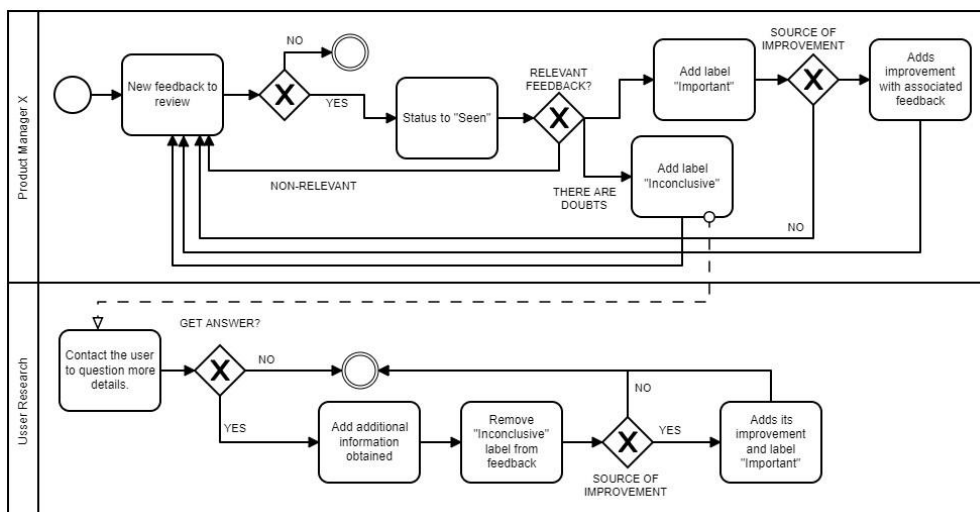 Product Manager X
New feedback to
review
NO
YES
Status to "Seen"
RELEVANT
FEEDBACK?
NON-RELEVANT
Add label
"Important"
THERE ARE
DOUBTS
Add label
"Inconclusive"
SOURCE OF
IMPROVEMENT
NO
Adds
improvement
with associated
feedback
Usser Research
Contact the user
to question more
details.
GET ANSWER?
NO
YES
Add additional
information
obtained
Remove
"Inconclusive"
label from
feedback
SOURCE OF
IMPROVEMENT
NO
YES
Adds its
improvement
and label
"Important"